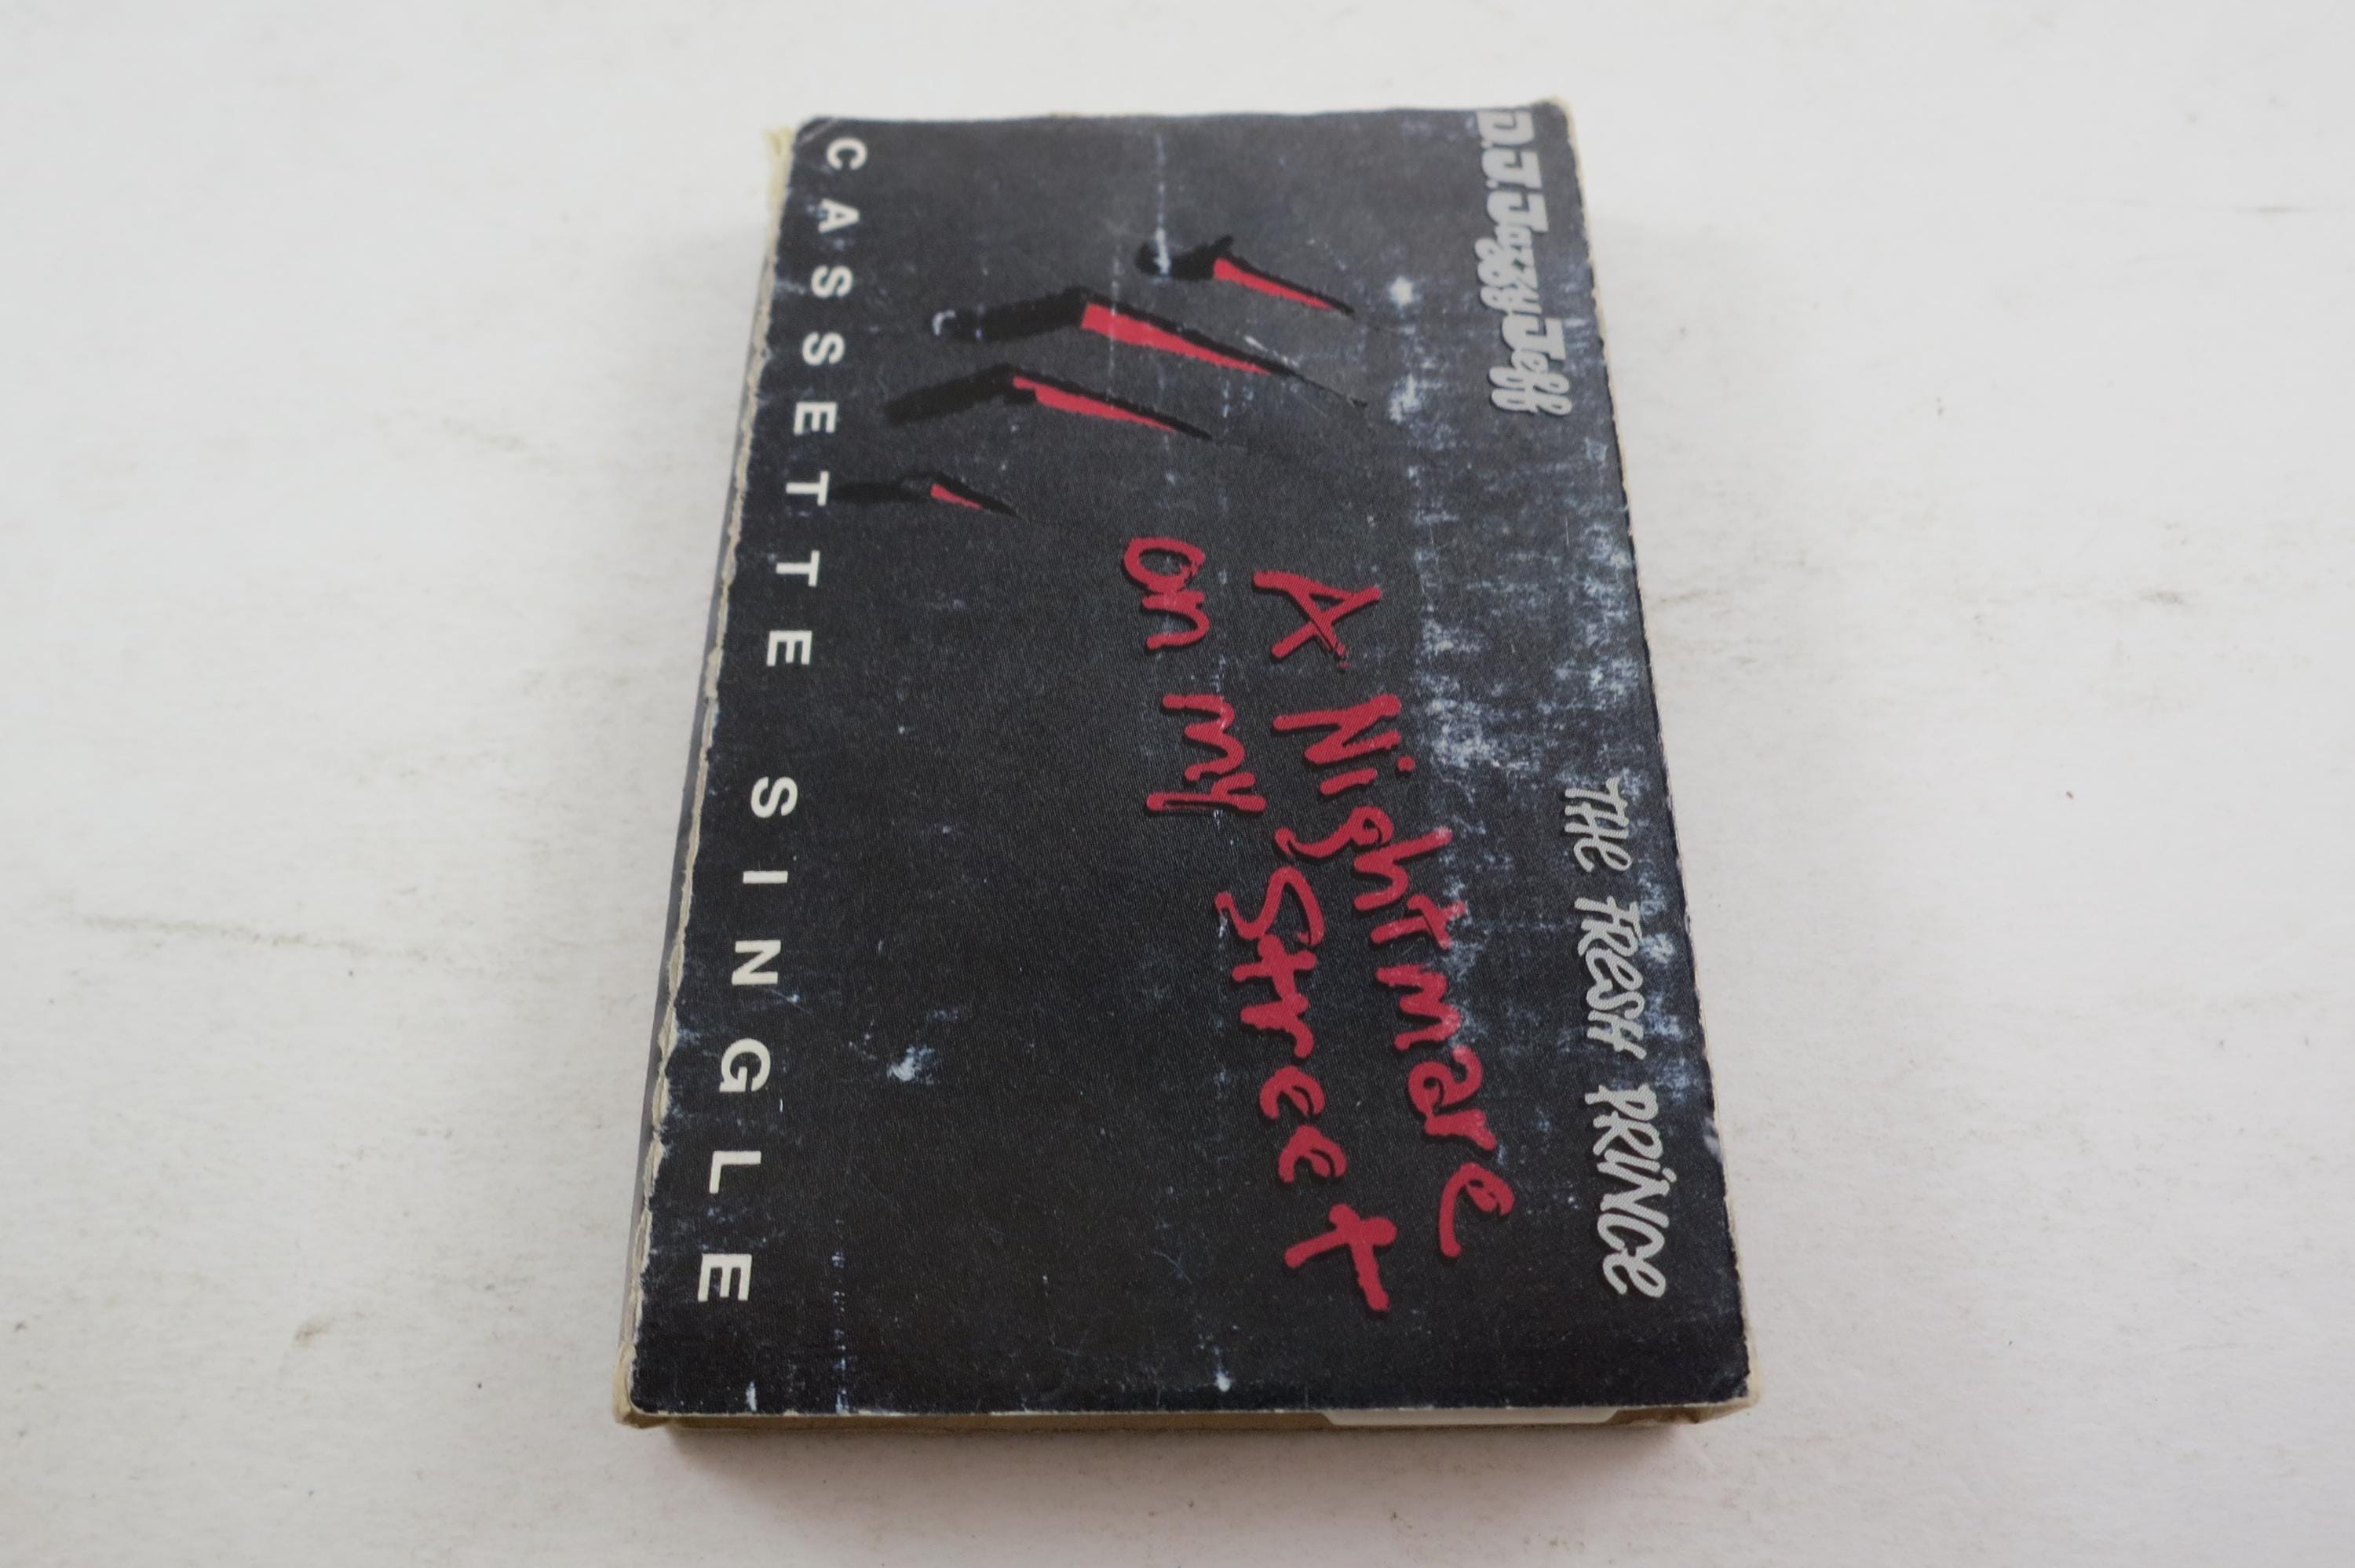 D.J. Jazzy Jeff
THE FRESH PRINCE
A Nightmare
on my Street
CASSETTE SINGLE